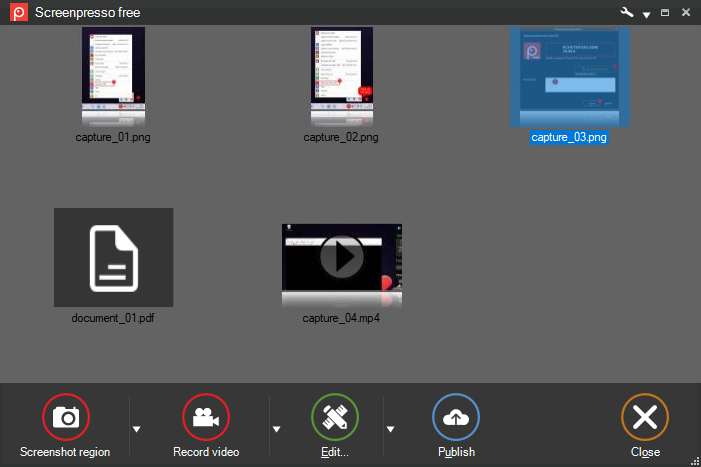 Screenpresso free
capture_01.png
capture_02.png
capture_03.png
document_01.pdf
capture_04.mp4
Screenshot region
Record video
Edit...
Publish
Close